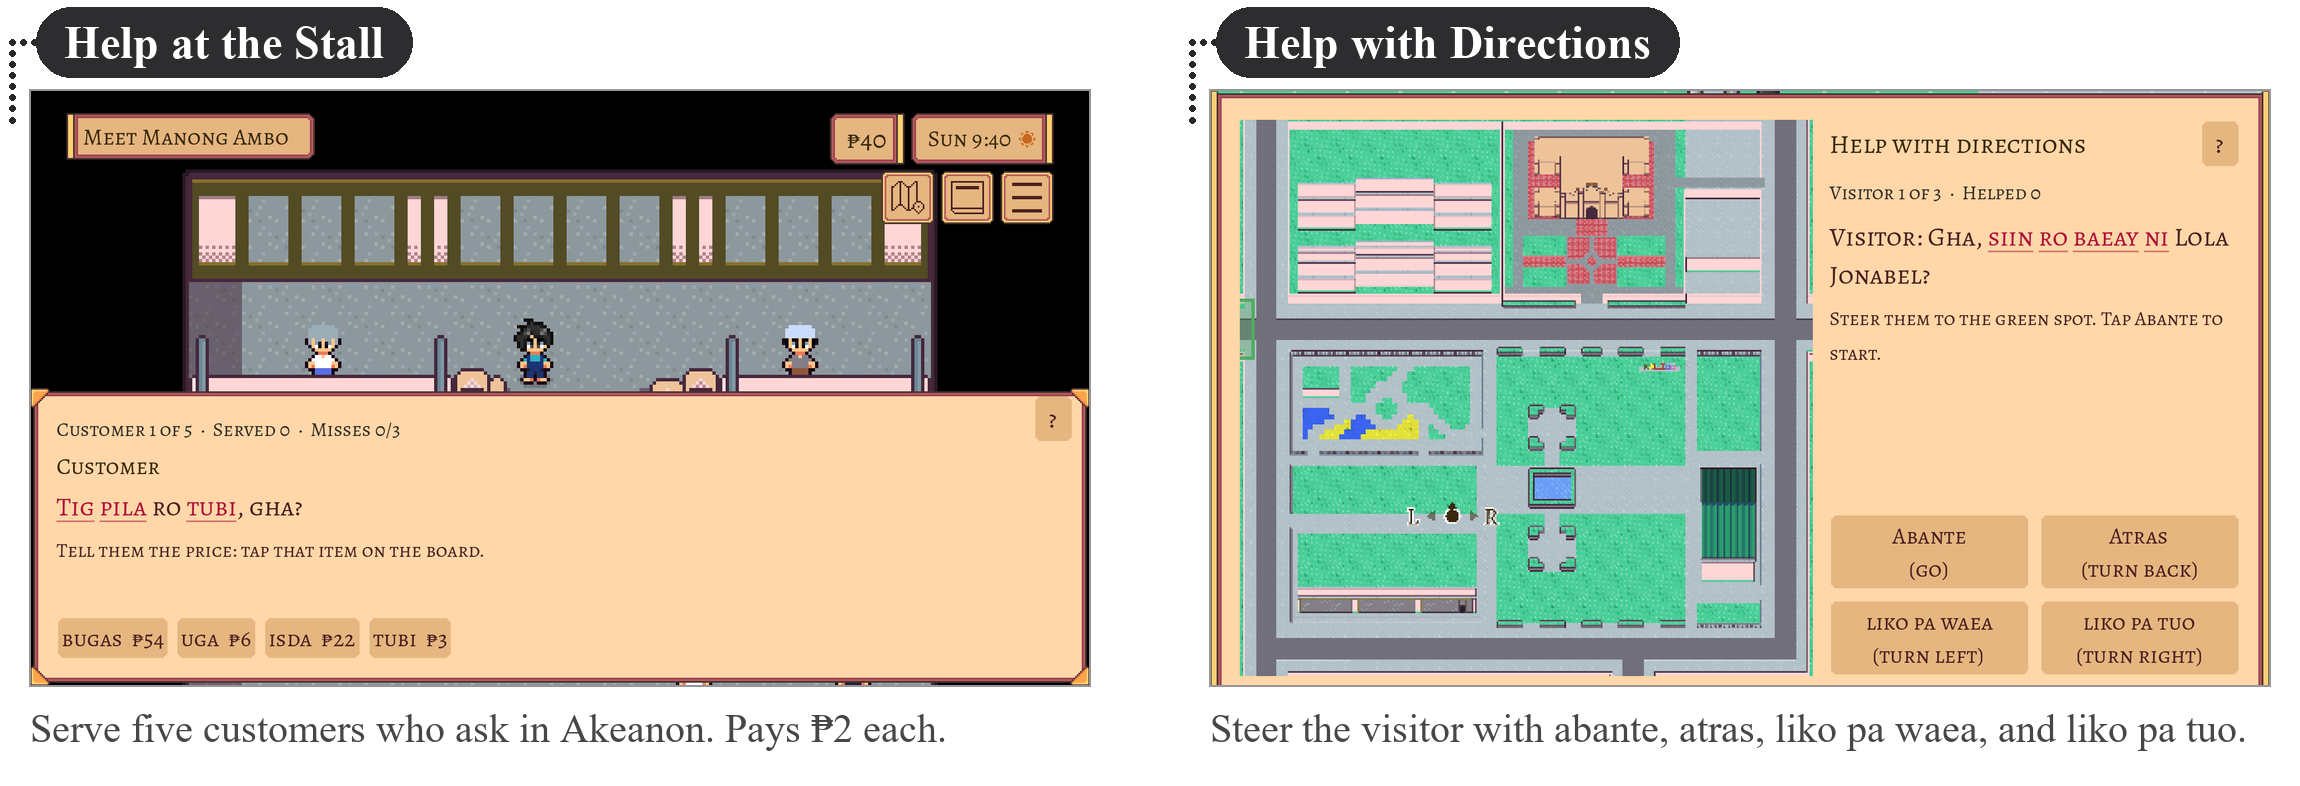 Help at the Stall
Meet Manong Ambo
₱40
Sun 9:40
Customer 1 of 5 · Served 0 · Misses 0/3
?
Customer
Tig pila ro tubi, gha?
Tell them the price: tap that item on the board.
bugas ₱54
uga ₱6
isda ₱22
tubi ₱3
Serve five customers who ask in Akeanon. Pays ₱2 each.
Help with Directions
Help with directions
?
Visitor 1 of 3 · Helped 0
Visitor: Gha, siin ro baeay ni Lola
Jonabel?
Steer them to the green spot. Tap Abante to
start.
L
R
Abante
(go)
Atras
(turn back)
liko pa waea
(turn left)
liko pa tuo
(turn right)
Steer the visitor with abante, atras, liko pa waea, and liko pa tuo.